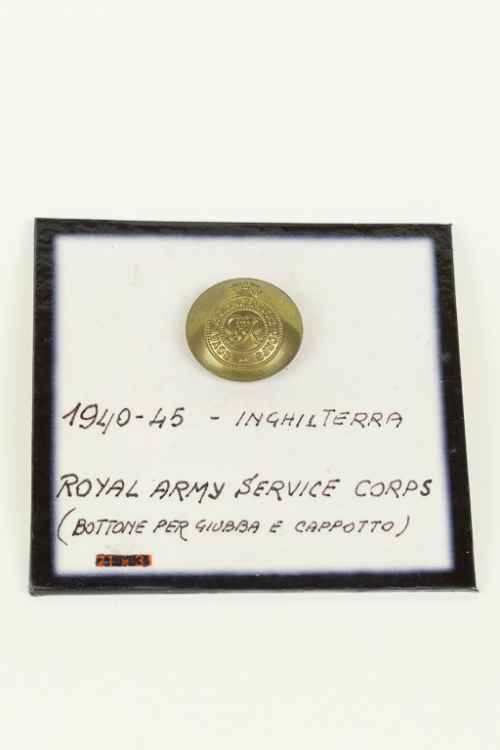 1940-45 - INGHILTERRA
ROYAL ARMY SERVICE CORPS
(BOTTONE PER GIUBBA E CAPPOTTO)